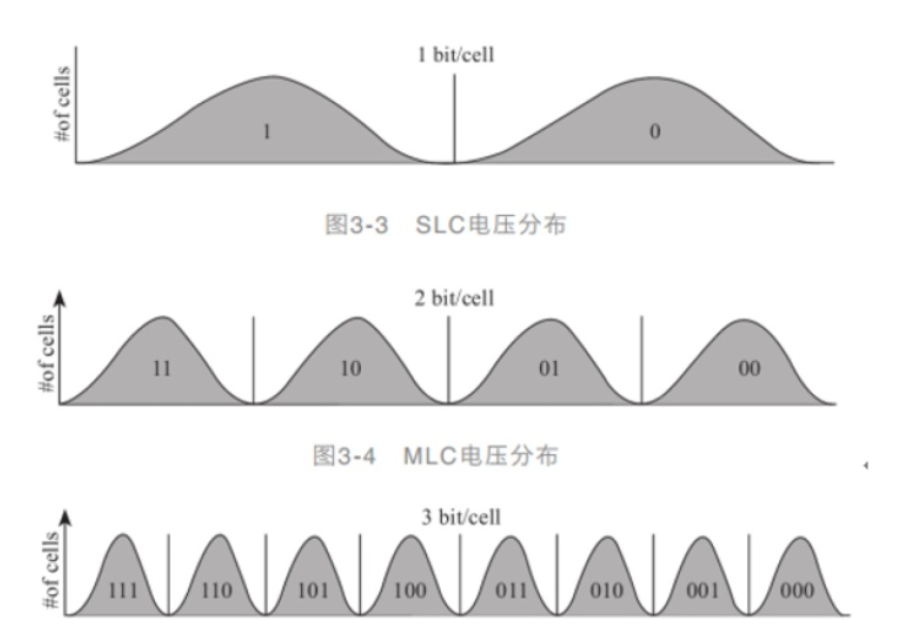 1 bit/cell
#of cells
1
0
图3-3 SLC电压分布
2 bit/cell
#of cells
11
10
01
00
图3-4 MLC电压分布
3 bit/cell
#of cells
111
110
101
100
011
010
001
000